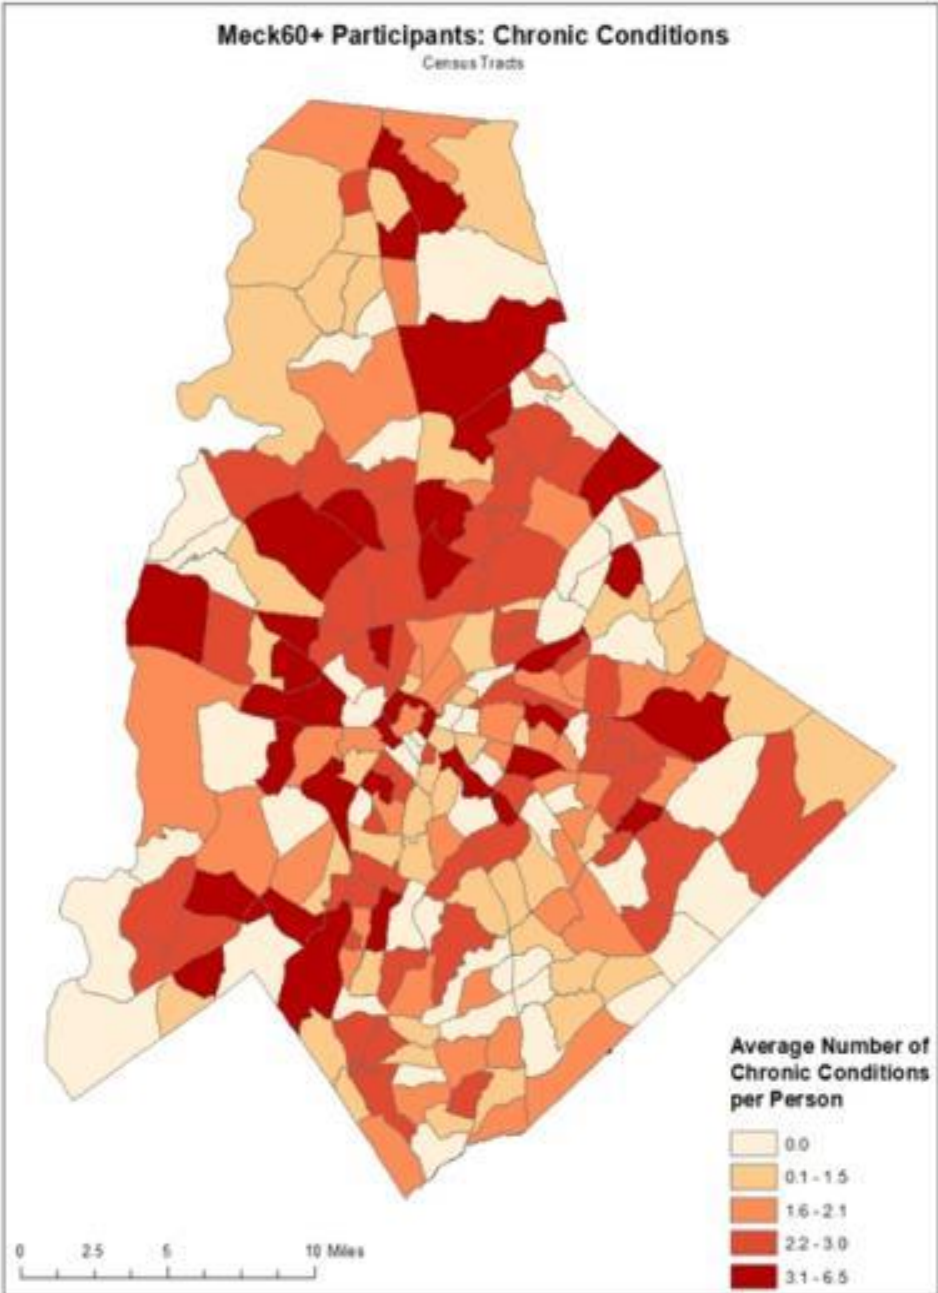 Meck60+ Participants: Chronic Conditions
Census Tracts
Average Number of
Chronic Conditions
per Person
0.0
0.1 - 1.5
1.6 - 2.1
2.2 - 3.0
3.1 - 6.5
0 2.5 5 10 Miles